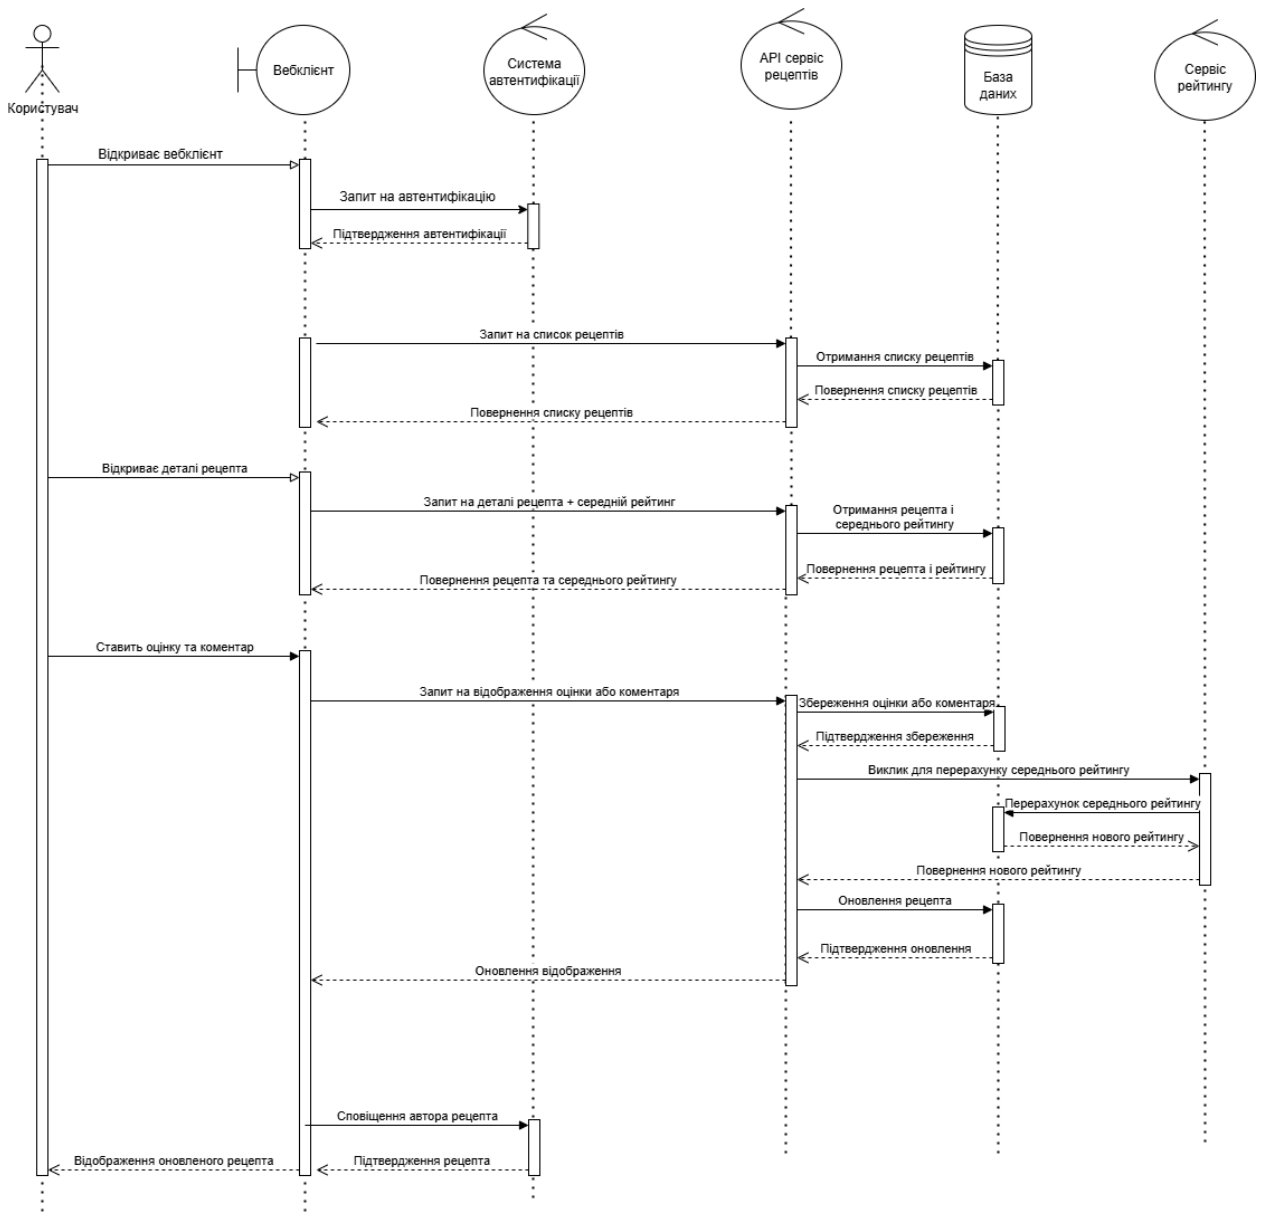 Користувач
Вебклієнт
Система
автентифікації
API сервіс
рецептів
База
даних
Сервіс
рейтингу
Відкриває вебклієнт
Запит на автентифікацію
Підтвердження автентифікації
Запит на список рецептів
Отримання списку рецептів
Повернення списку рецептів
Повернення списку рецептів
Відкриває деталі рецепта
Запит на деталі рецепта + середній рейтинг
Отримання рецепта і
середнього рейтингу
Повернення рецепта і рейтингу
Повернення рецепта та середнього рейтингу
Ставить оцінку та коментар
Запит на відображення оцінки або коментаря
Збереження оцінки або коментаря
Підтвердження збереження
Виклик для перерахунку середнього рейтингу
Перерахунок середнього рейтингу
Повернення нового рейтингу
Повернення нового рейтингу
Оновлення рецепта
Підтвердження оновлення
Оновлення відображення
Сповіщення автора рецепта
Підтвердження рецепта
Відображення оновленого рецепта